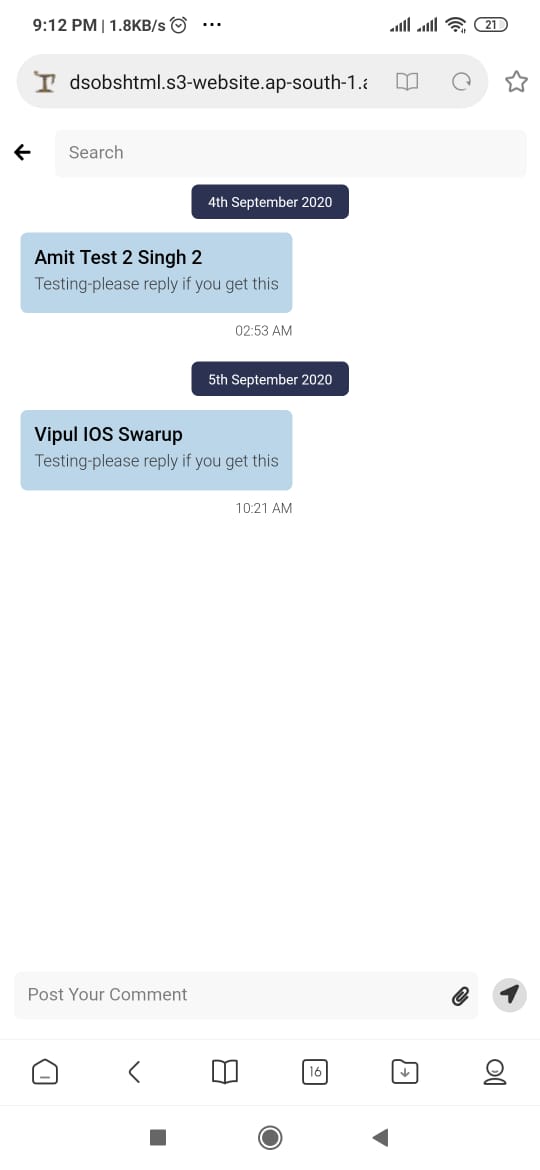 9:12 PM | 1.8KB/s
21
dsobshtml.s3-website.ap-south-1.a
Search
4th September 2020
Amit Test 2 Singh 2
Testing-please reply if you get this
02:53 AM
5th September 2020
Vipul IOS Swarup
Testing-please reply if you get this
10:21 AM
Post Your Comment
16